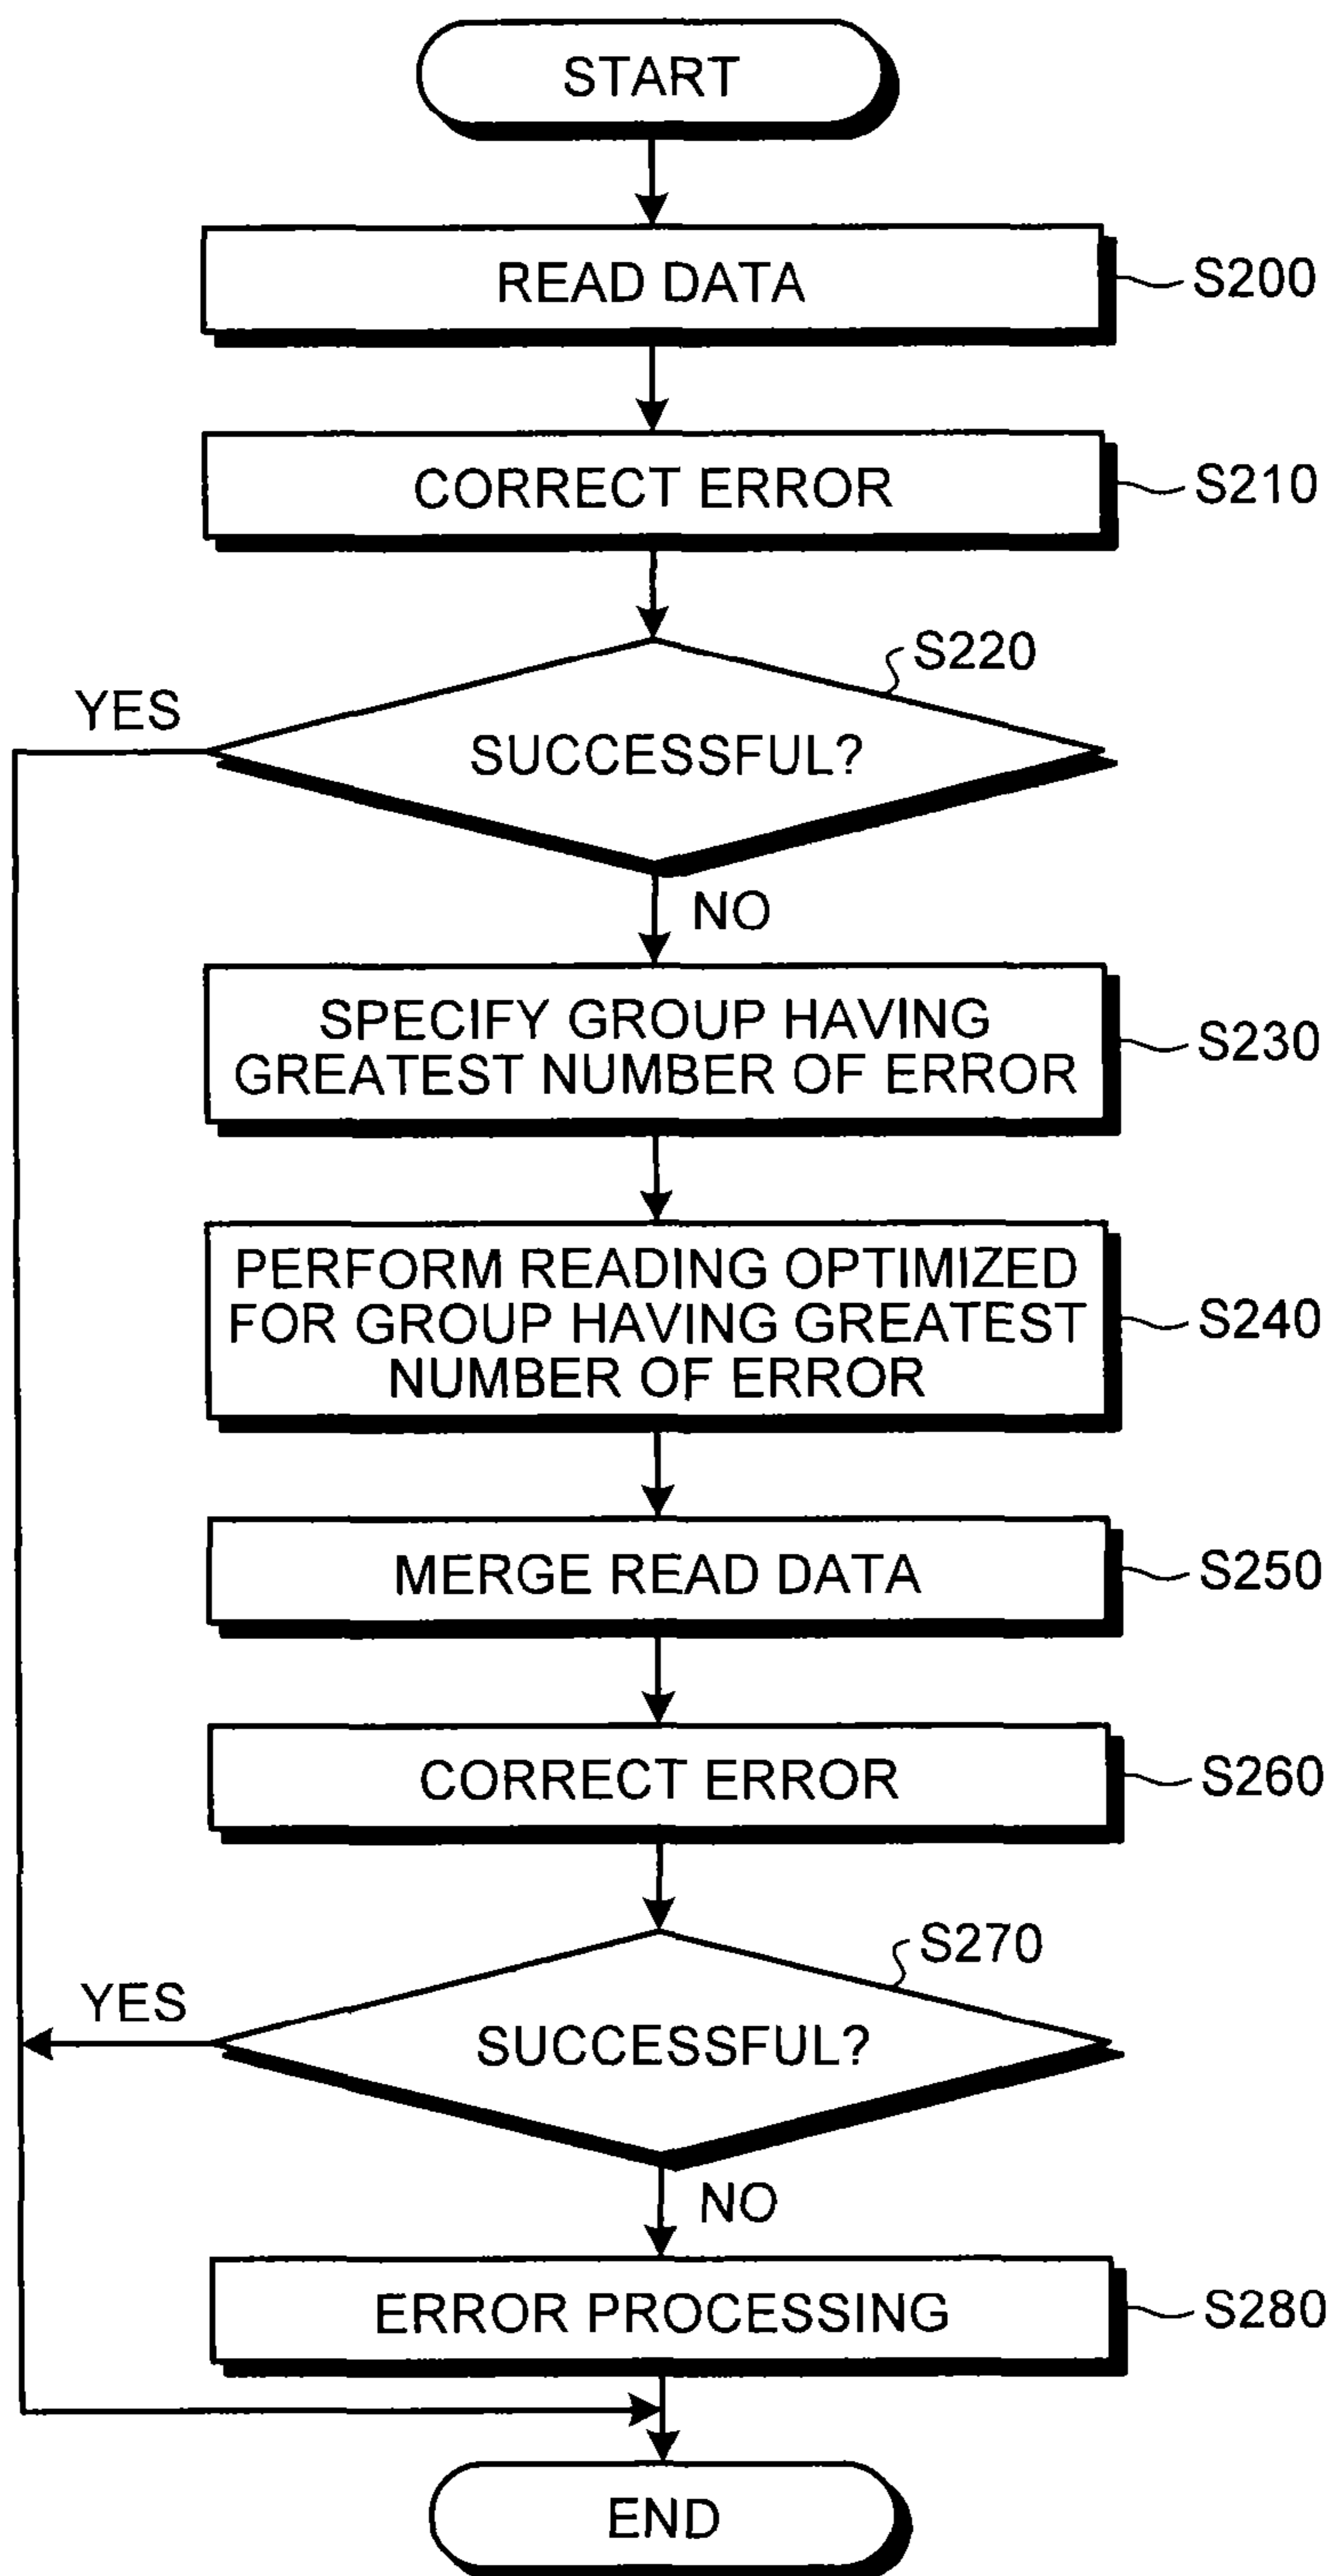 START
READ DATA
S200
CORRECT ERROR
S210
S220
YES
SUCCESSFUL?
NO
SPECIFY GROUP HAVING
GREATEST NUMBER OF ERROR
S230
PERFORM READING OPTIMIZED
FOR GROUP HAVING GREATEST
NUMBER OF ERROR
S240
MERGE READ DATA
S250
CORRECT ERROR
S260
S270
YES
SUCCESSFUL?
NO
ERROR PROCESSING
S280
END